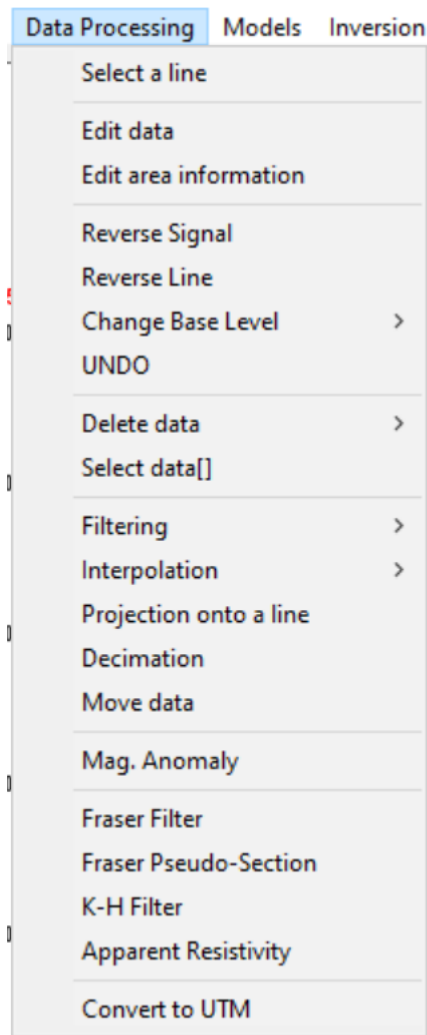 Data Processing Models Inversion
Select a line
Edit data
Edit area information
Reverse Signal
Reverse Line
Change Base Level >
UNDO
Delete data >
Select data[]
Filtering >
Interpolation >
Projection onto a line
Decimation
Move data
Mag. Anomaly
Fraser Filter
Fraser Pseudo-Section
K-H Filter
Apparent Resistivity
Convert to UTM